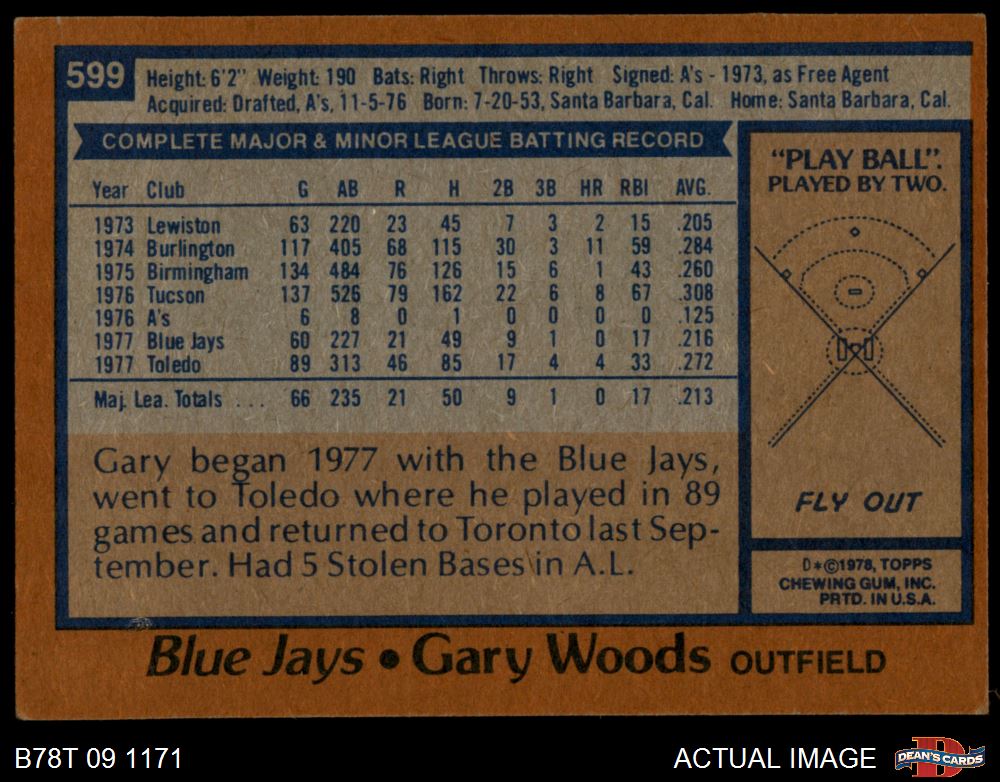 599
Height: 6'2" Weight: 190 Bats: Right Throws: Right Signed: A's - 1973, as Free Agent
Acquired: Drafted, A's, 11-5-76 Born: 7-20-53, Santa Barbara, Cal. Home: Santa Barbara, Cal.
COMPLETE MAJOR & MINOR LEAGUE BATTING RECORD
Year Club G AB R H 2B 3B HR RBI AVG.
1973 Lewiston 63 220 23 45 7 3 2 15 .205
1974 Burlington 117 405 68 115 30 3 11 59 .284
1975 Birmingham 134 484 76 126 15 6 1 43 .260
1976 Tucson 137 526 79 162 22 6 8 67 .308
1976 A's 6 8 0 1 0 0 0 0 .125
1977 Blue Jays 60 227 21 49 9 1 0 17 .216
1977 Toledo 89 313 46 85 17 4 4 33 .272
Maj. Lea. Totals . . . 66 235 21 50 9 1 0 17 .213
Gary began 1977 with the Blue Jays,
went to Toledo where he played in 89
games and returned to Toronto last Sep-
tember. Had 5 Stolen Bases in A.L.
"PLAY BALL".
PLAYED BY TWO.
FLY OUT
D*©1978, TOPPS
CHEWING GUM, INC.
PRTD. IN U.S.A.
Blue Jays • Gary Woods OUTFIELD
B78T 09 1171
ACTUAL IMAGE
D
DEAN'S CARDS